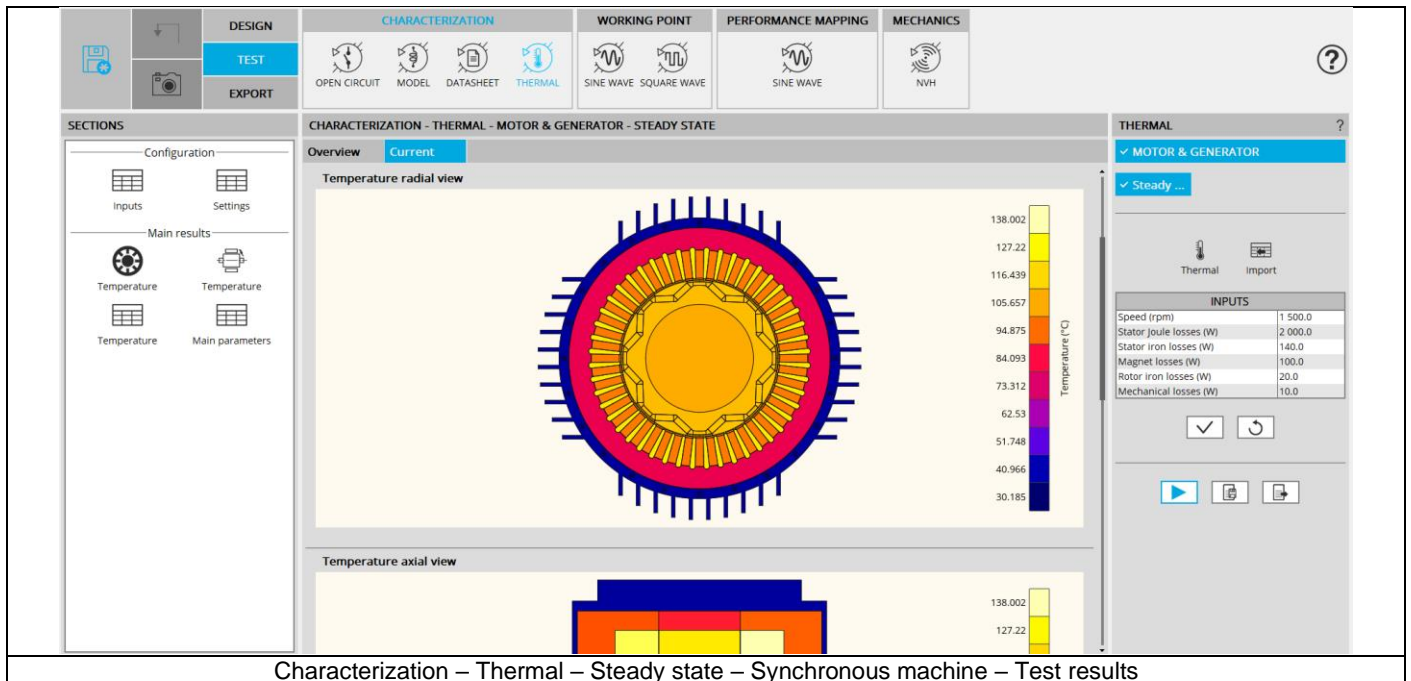 DESIGN
TEST
EXPORT
CHARACTERIZATION
OPEN CIRCUIT MODEL DATASHEET THERMAL
WORKING POINT
SINE WAVE SQUARE WAVE
PERFORMANCE MAPPING
SINE WAVE
MECHANICS
NVH
?
SECTIONS
Configuration
Inputs Settings
Main results
Temperature Temperature
Temperature Main parameters
CHARACTERIZATION - THERMAL - MOTOR & GENERATOR - STEADY STATE
Overview Current
Temperature radial view
138.002
127.22
116.439
105.657
94.875
84.093
73.312
62.53
51.748
40.966
30.185
Temperature (°C)
Temperature axial view
138.002
127.22
THERMAL ?
✓ MOTOR & GENERATOR
✓ Steady ...
Thermal Import
INPUTS
Speed (rpm) 1 500.0
Stator Joule losses (W) 2 000.0
Stator iron losses (W) 140.0
Magnet losses (W) 100.0
Rotor iron losses (W) 20.0
Mechanical losses (W) 10.0
Characterization – Thermal – Steady state – Synchronous machine – Test results